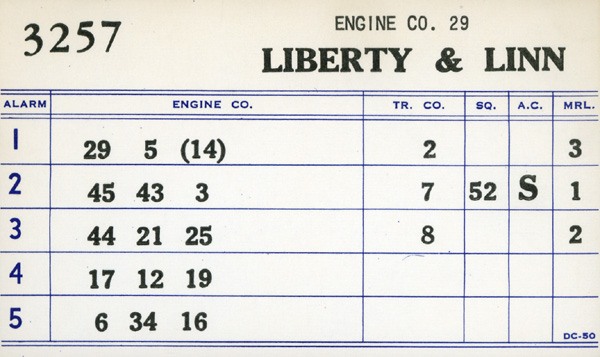 3257
ENGINE CO. 29
LIBERTY & LINN
ALARM ENGINE CO. TR. CO. SQ. A.C. MRL.
1 29 5 (14) 2 3
2 45 43 3 7 52 S 1
3 44 21 25 8 2
4 17 12 19
5 6 34 16
DC-50